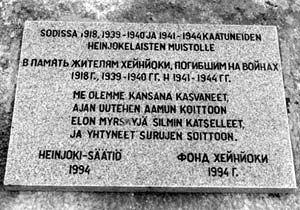 SODISSA 1918, 1939-1940 JA 1941-1944 KAATUNEIDEN
HEINJOKELAISTEN MUISTOLLE
В ПАМЯТЬ ЖИТЕЛЯМ ХЕЙНЙОКИ, ПОГИБШИМ НА ВОЙНАХ
1918 Г., 1939-1940 ГГ. И 1941-1944 ГГ.
ME OLEMME KANSANA KASVANEET,
AJAN UUTEHEN AAMUN KOITTOON
ELON MYRSKYJÄ SILMIN KATSELLEET,
JA YHTYNEET SURUJEN SOITTOON.
HEINJOKI-SÄÄTIÖ ФОНД ХЕЙНЙОКИ
1994 1994 Г.